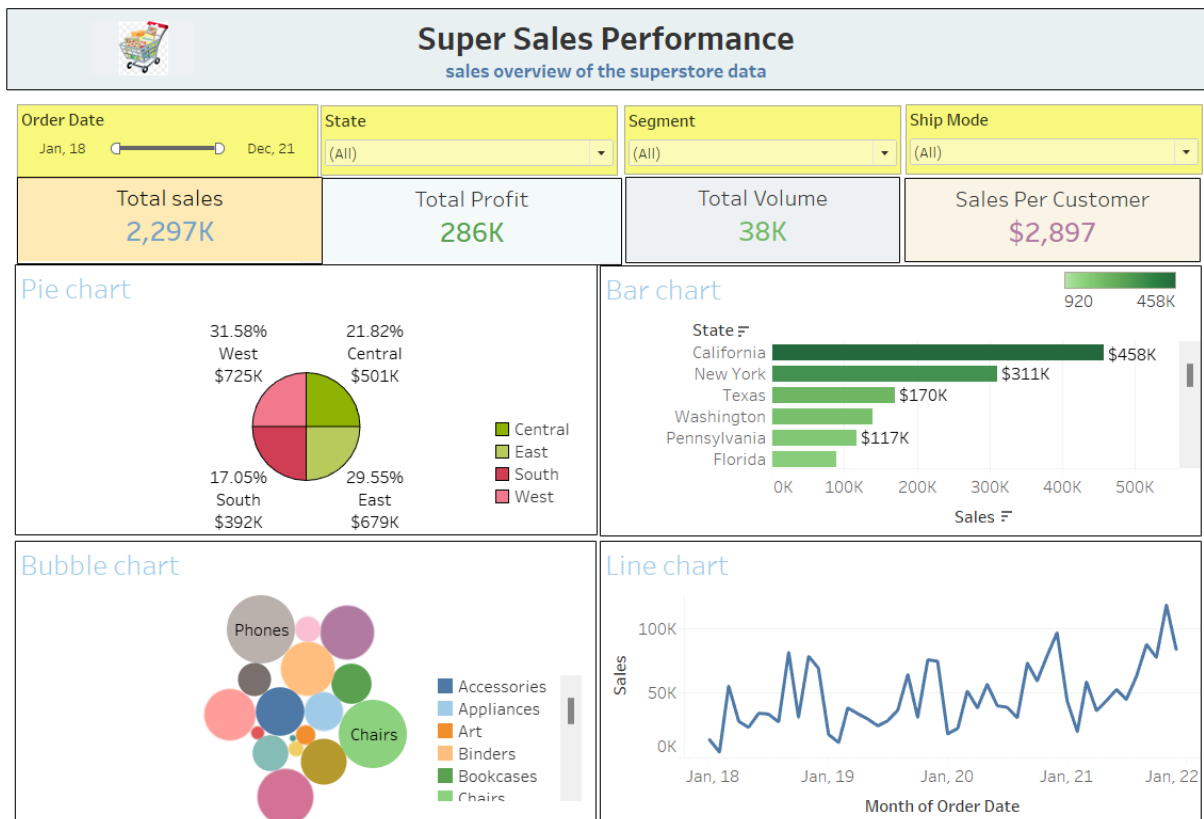 Super Sales Performance
sales overview of the superstore data
Order Date
Jan, 18 Dec, 21
State
(All)
Segment
(All)
Ship Mode
(All)
Total sales
2,297K
Total Profit
286K
Total Volume
38K
Sales Per Customer
$2,897
Pie chart
31.58%
West
$725K
21.82%
Central
$501K
17.05%
South
$392K
29.55%
East
$679K
Central
East
South
West
Bar chart
920 458K
State
California $458K
New York $311K
Texas $170K
Washington
Pennsylvania $117K
Florida
0K 100K 200K 300K 400K 500K
Sales
Bubble chart
Phones
Chairs
Accessories
Appliances
Art
Binders
Bookcases
Chairs
Line chart
Sales
100K
50K
0K
Jan, 18 Jan, 19 Jan, 20 Jan, 21 Jan, 22
Month of Order Date